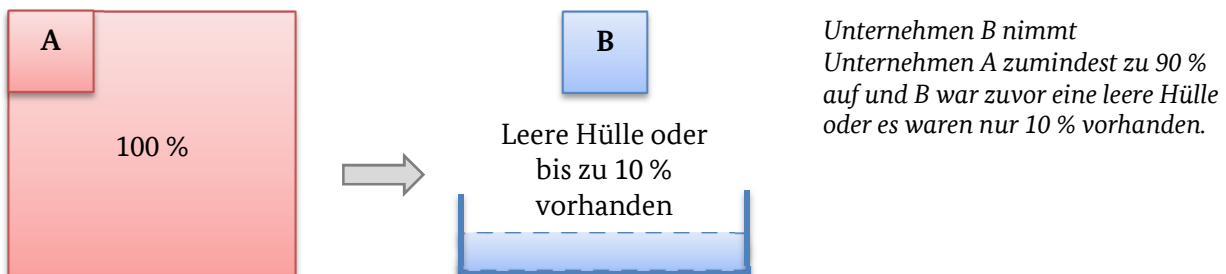 A
100 %
B
Leere Hülle oder
bis zu 10 %
vorhanden
Unternehmen B nimmt
Unternehmen A zumindest zu 90 %
auf und B war zuvor eine leere Hülle
oder es waren nur 10 % vorhanden.